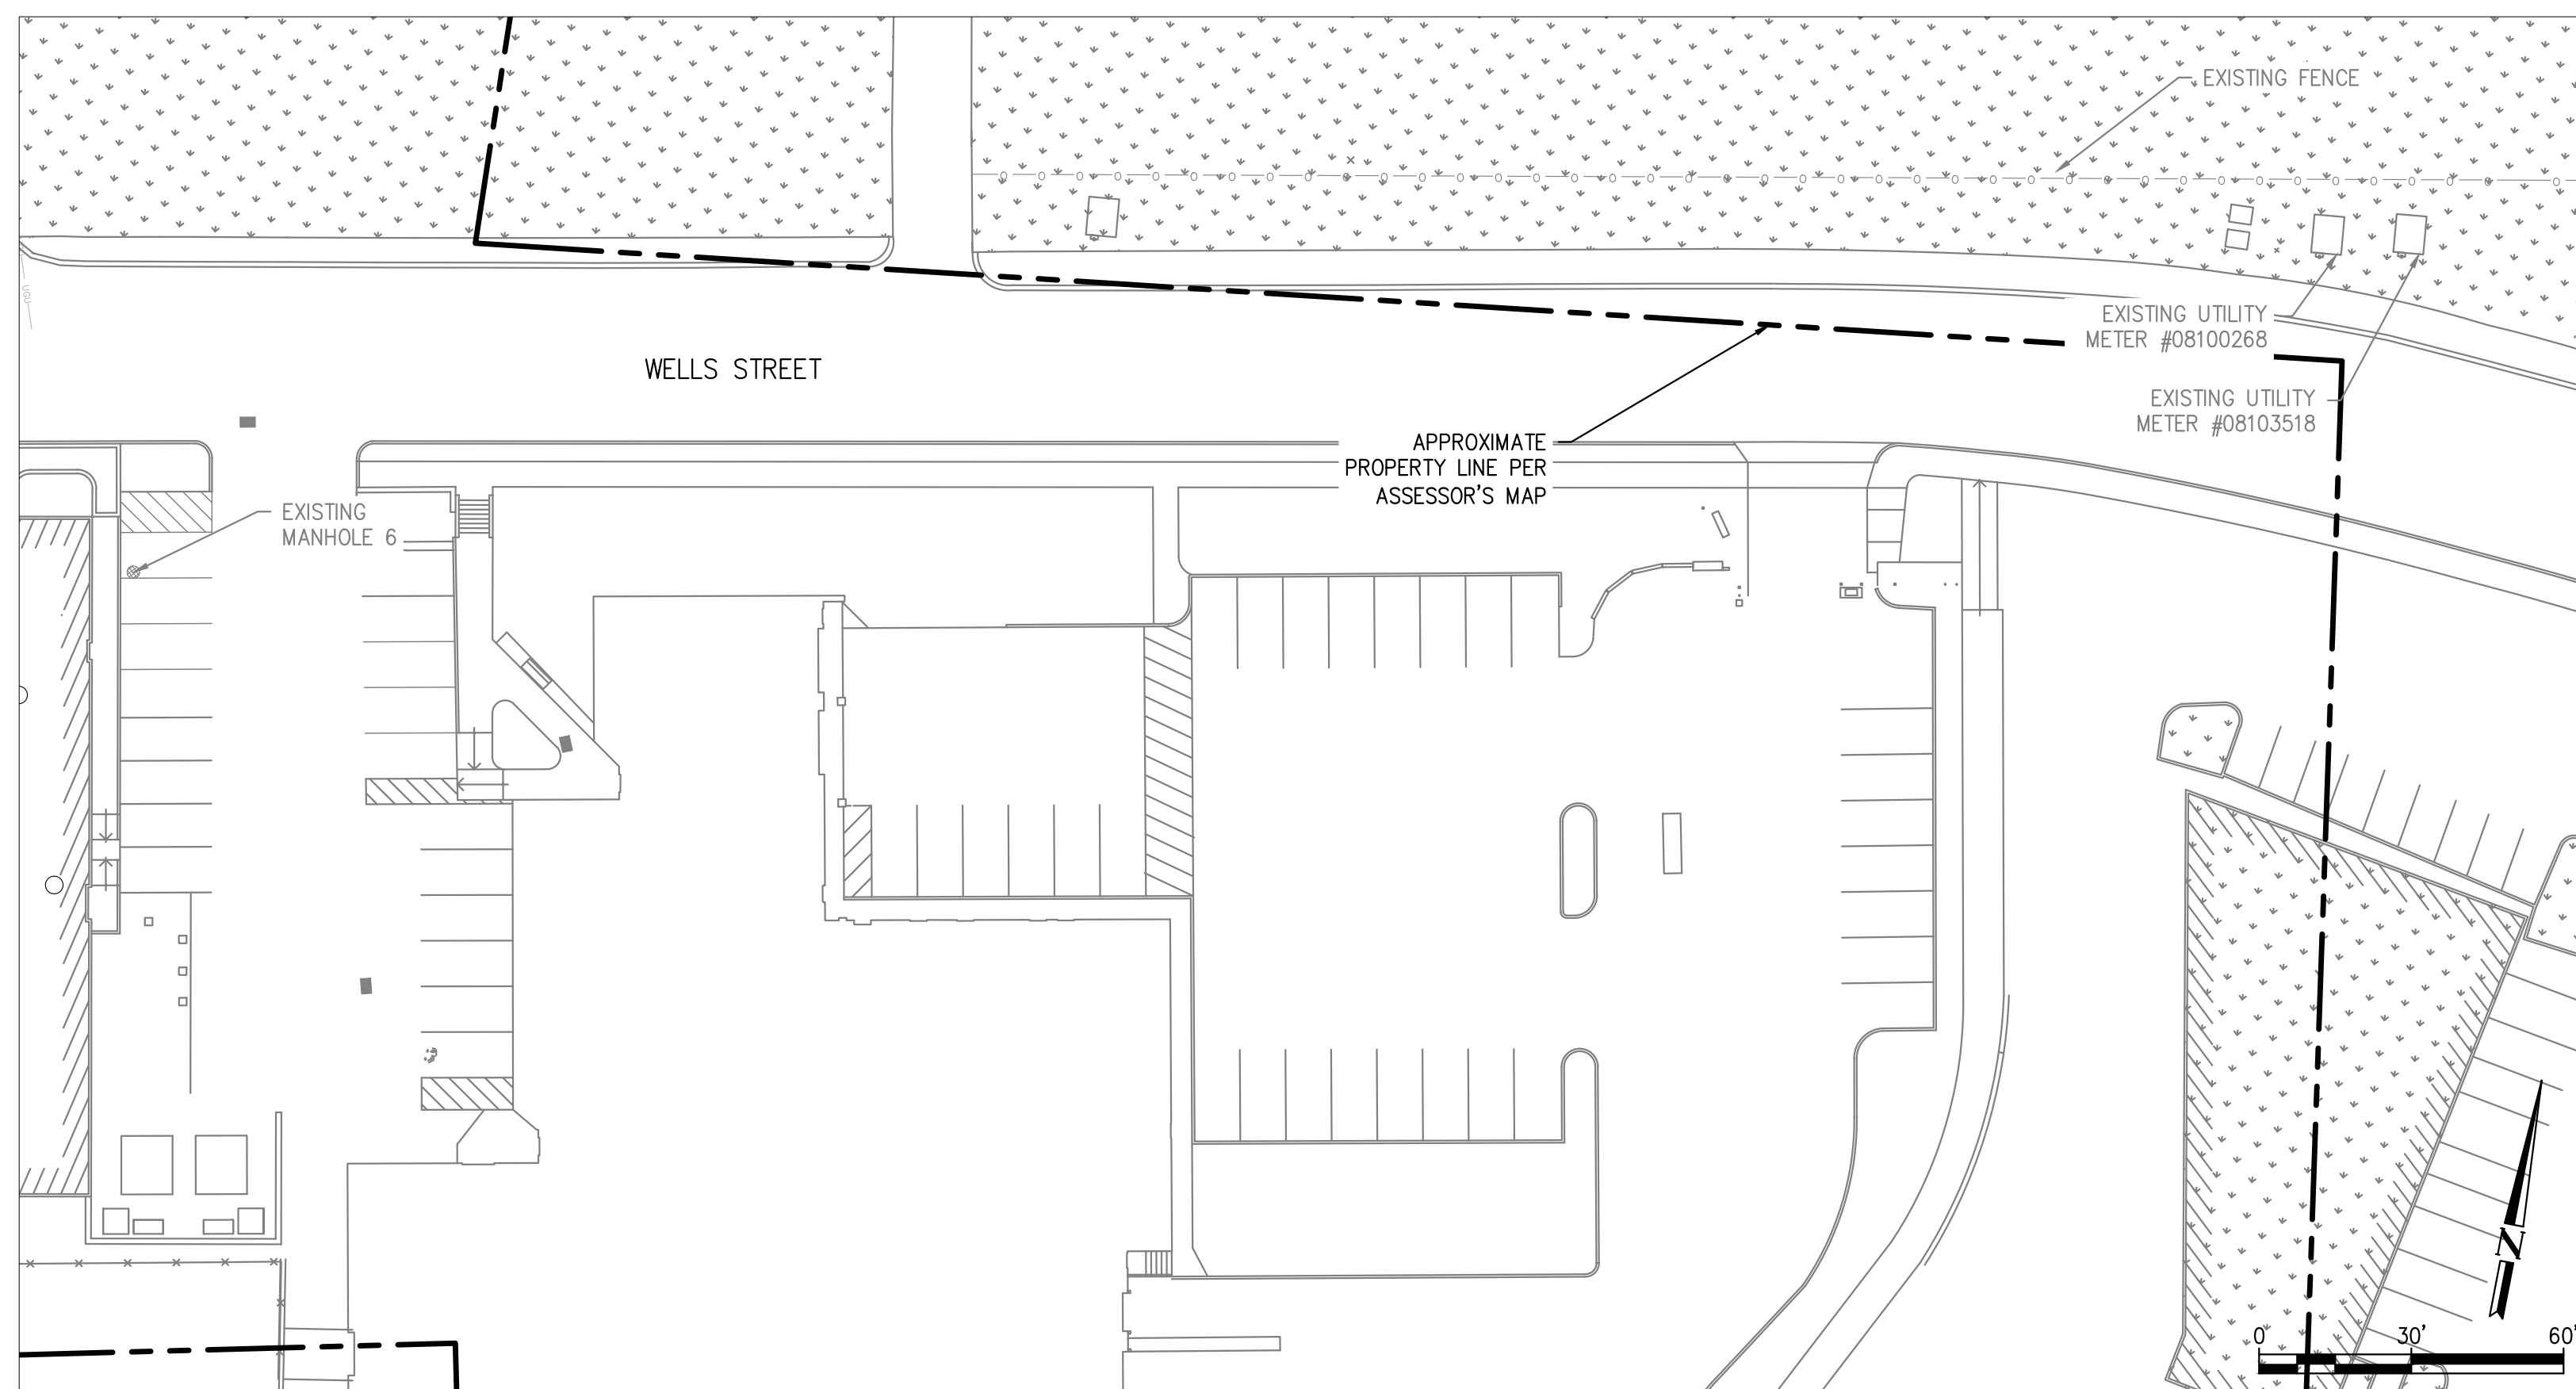 EXISTING FENCE
UGU
EXISTING UTILITY
METER #08100268
WELLS STREET
EXISTING UTILITY
METER #08103518
APPROXIMATE
PROPERTY LINE PER
ASSESSOR'S MAP
EXISTING
MANHOLE 6
N
0 30' 60'